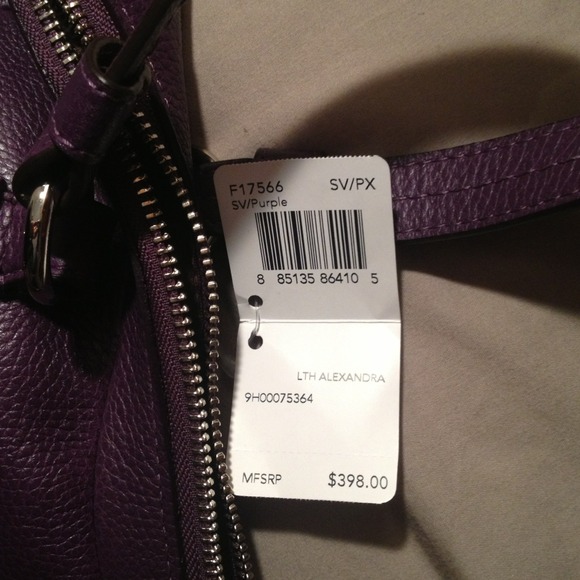 F17566 SV/PX
SV/Purple
8 85135 86410 5
LTH ALEXANDRA
9H00075364
MFSRP $398.00